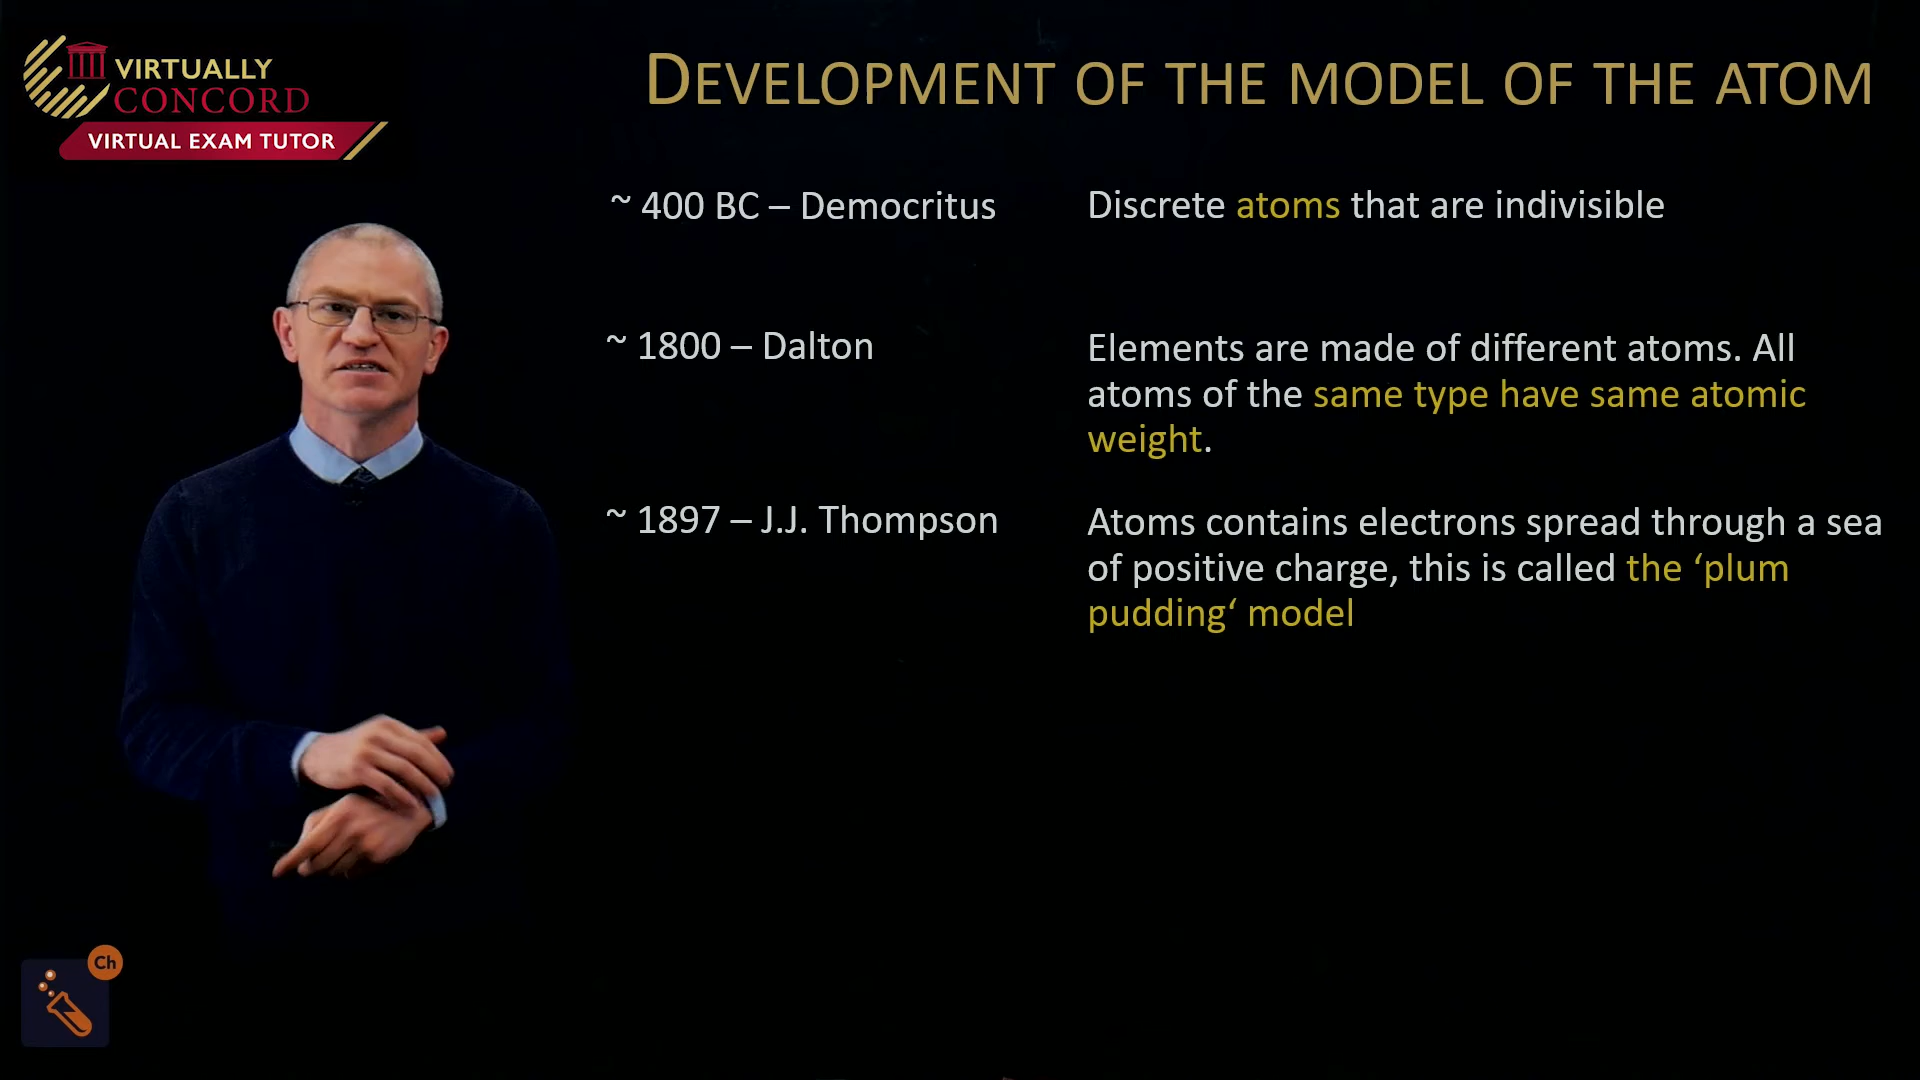 VIRTUALLY
CONCORD
VIRTUAL EXAM TUTOR
DEVELOPMENT OF THE MODEL OF THE ATOM
~ 400 BC – Democritus
Discrete atoms that are indivisible
~ 1800 – Dalton
Elements are made of different atoms. All
atoms of the same type have same atomic
weight.
~ 1897 – J.J. Thompson
Atoms contains electrons spread through a sea
of positive charge, this is called the ‘plum
pudding‘ model
Ch